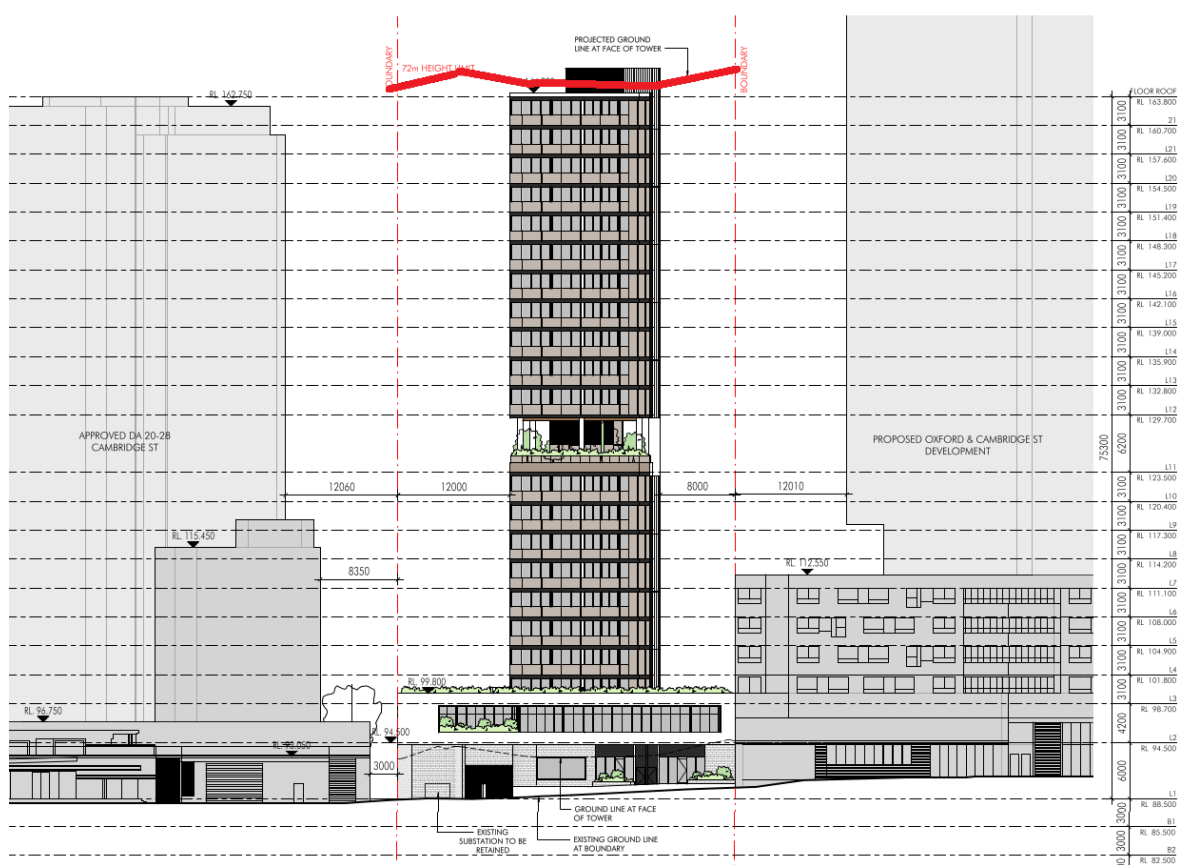 PROJECTED GROUND
LINE AT FACE OF TOWER
BOUNDARY
72m HEIGHT LIMIT
BOUNDARY
RL 162.750
FLOOR ROOF
RL 163.800
3100
21
RL 160.700
3100
L21
RL 157.600
3100
L20
RL 154.500
3100
L19
RL 151.400
3100
L18
RL 148.300
3100
L17
RL 145.200
3100
L16
RL 142.100
3100
L15
RL 139.000
3100
L14
RL 135.900
3100
L13
RL 132.800
3100
L12
RL 129.700
APPROVED DA 20-28
CAMBRIDGE ST
PROPOSED OXFORD & CAMBRIDGE ST
DEVELOPMENT
75300
6200
L11
RL 123.500
12060
12000
8000
12010
3100
L10
RL 120.400
3100
L9
RL 117.300
RL 115.450
3100
L8
RL 114.200
8350
RL 112.550
3100
L7
RL 111.100
3100
L6
RL 108.000
3100
L5
RL 104.900
3100
L4
RL 101.800
RL 99.800
3100
L3
RL 98.700
RL. 96.750
4200
L2
RL 94.500
RL 94.500
3000
6000
L1
RL 88.500
GROUND LINE AT FACE
OF TOWER
3000
B1
RL 85.500
EXISTING
SUBSTATION TO BE
RETAINED
EXISTING GROUND LINE
AT BOUNDARY
3000
B2
RL 82.500